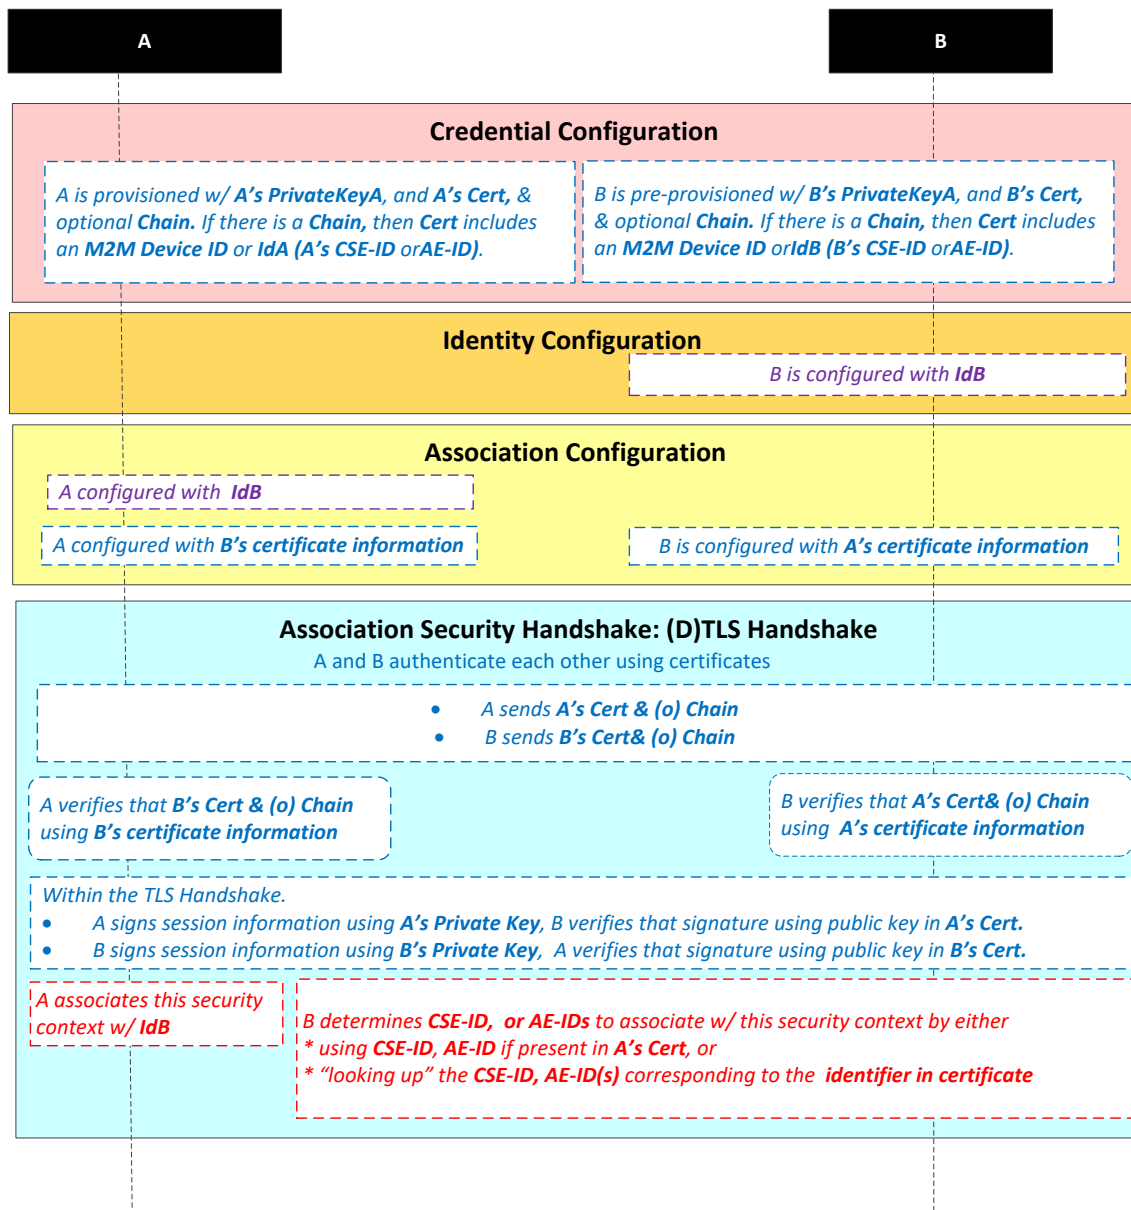 A
B
Credential Configuration
A is provisioned w/ A's PrivateKeyA, and A's Cert, &
optional Chain. If there is a Chain, then Cert includes
an M2M Device ID or IdA (A's CSE-ID orAE-ID).
B is pre-provisioned w/ B's PrivateKeyA, and B's Cert,
& optional Chain. If there is a Chain, then Cert includes
an M2M Device ID orIdB (B's CSE-ID orAE-ID).
Identity Configuration
B is configured with IdB
Association Configuration
A configured with IdB
A configured with B's certificate information
B is configured with A's certificate information
Association Security Handshake: (D)TLS Handshake
A and B authenticate each other using certificates
• A sends A's Cert & (o) Chain
• B sends B's Cert& (o) Chain
A verifies that B's Cert & (o) Chain
using B's certificate information
B verifies that A's Cert& (o) Chain
using A's certificate information
Within the TLS Handshake.
• A signs session information using A's Private Key, B verifies that signature using public key in A's Cert.
• B signs session information using B's Private Key, A verifies that signature using public key in B's Cert.
A associates this security
context w/ IdB
B determines CSE-ID, or AE-IDs to associate w/ this security context by either
* using CSE-ID, AE-ID if present in A's Cert, or
* “looking up” the CSE-ID, AE-ID(s) corresponding to the identifier in certificate